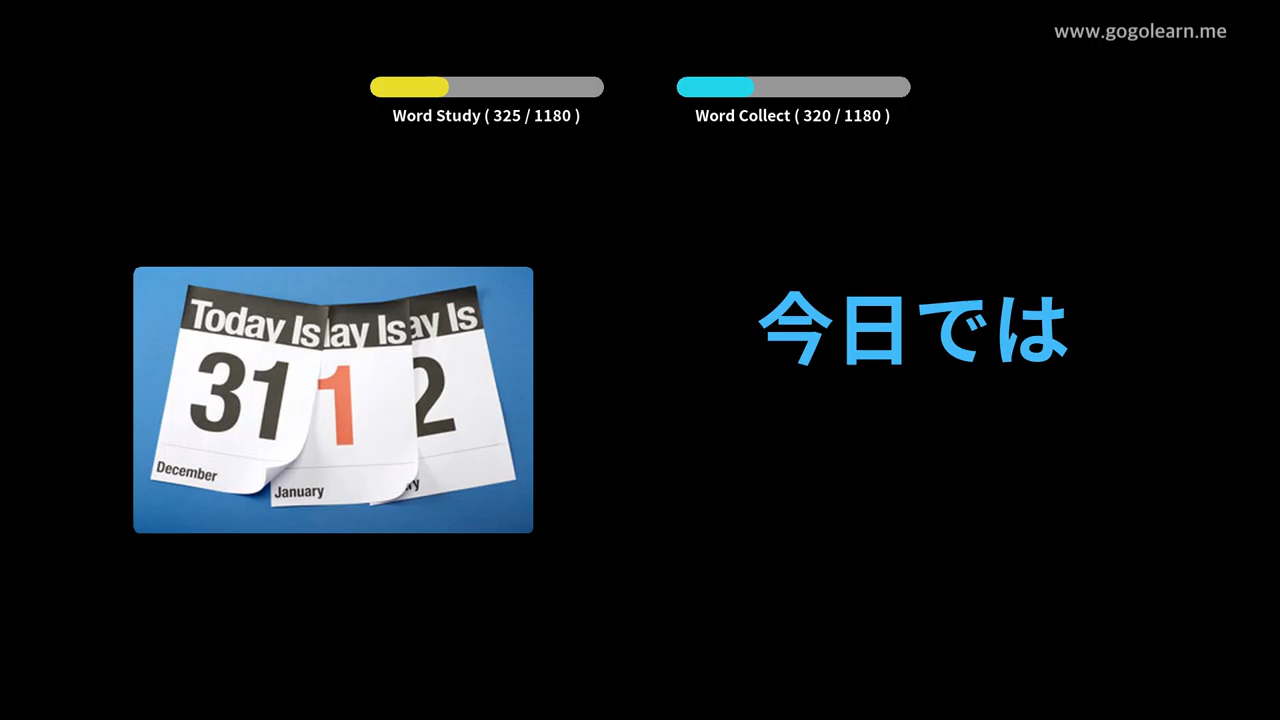 www.gogolearn.me
Word Study ( 325 / 1180 )
Word Collect ( 320 / 1180 )
今日では
Today Is
31
December
ay Is
1
January
ay Is
2
ry